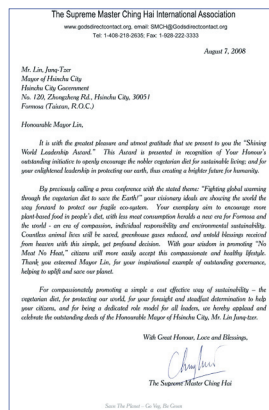 The Supreme Master Ching Hai International Association
www.godsdirectcontact.org, email: SMCH@Godsdirectcontact.org
Tel: 1-408-218-2635; Fax: 1-928-222-3333
August 7, 2008
Mr. Lin, Jung-Tzer
Mayor of Hsinchu City
Hsinchu City Government
No. 120, Zhongzheng Rd., Hsinchu City, 30051
Formosa (Taiwan, R.O.C.)
Honourable Mayor Lin,
It is with the greatest pleasure and utmost gratitude that we present to you the "Shining
World Leadership Award." This Award is presented in recognition of Your Honour's
outstanding initiative to openly encourage the nobler vegetarian diet for sustainable living; and for
your enlightened leadership in protecting our earth, thus creating a brighter future for humanity.
By previously calling a press conference with the stated theme: "Fighting global warming
through the vegetarian diet to save the Earth!" your visionary ideals are showing the world the
way forward to protect our fragile eco-system. Your exemplary aim to encourage more
plant-based food in people's diet, with less meat consumption heralds a new era for Formosa and
the world - an era of compassion, individual responsibility and environmental sustainability.
Countless animal lives will be saved, greenhouse gases reduced, and untold blessings received
from heaven with this simple, yet profound decision. With your wisdom in promoting "No
Meat No Heat," citizens will more easily accept this compassionate and healthy lifestyle.
Thank you esteemed Mayor Lin, for your inspirational example of outstanding governance,
helping to uplift and save our planet.
For compassionately promoting a simple a cost effective way of sustainability – the
vegetarian diet, for protecting our world, for your foresight and steadfast determination to help
your citizens, and for being a dedicated role model for all leaders, we hereby applaud and
celebrate the outstanding deeds of the Honourable Mayor of Hsinchu City, Mr. Lin Jung-tzer.
With Great Honour, Love and Blessings,
The Supreme Master Ching Hai
Save The Planet - Go Veg, Be Green